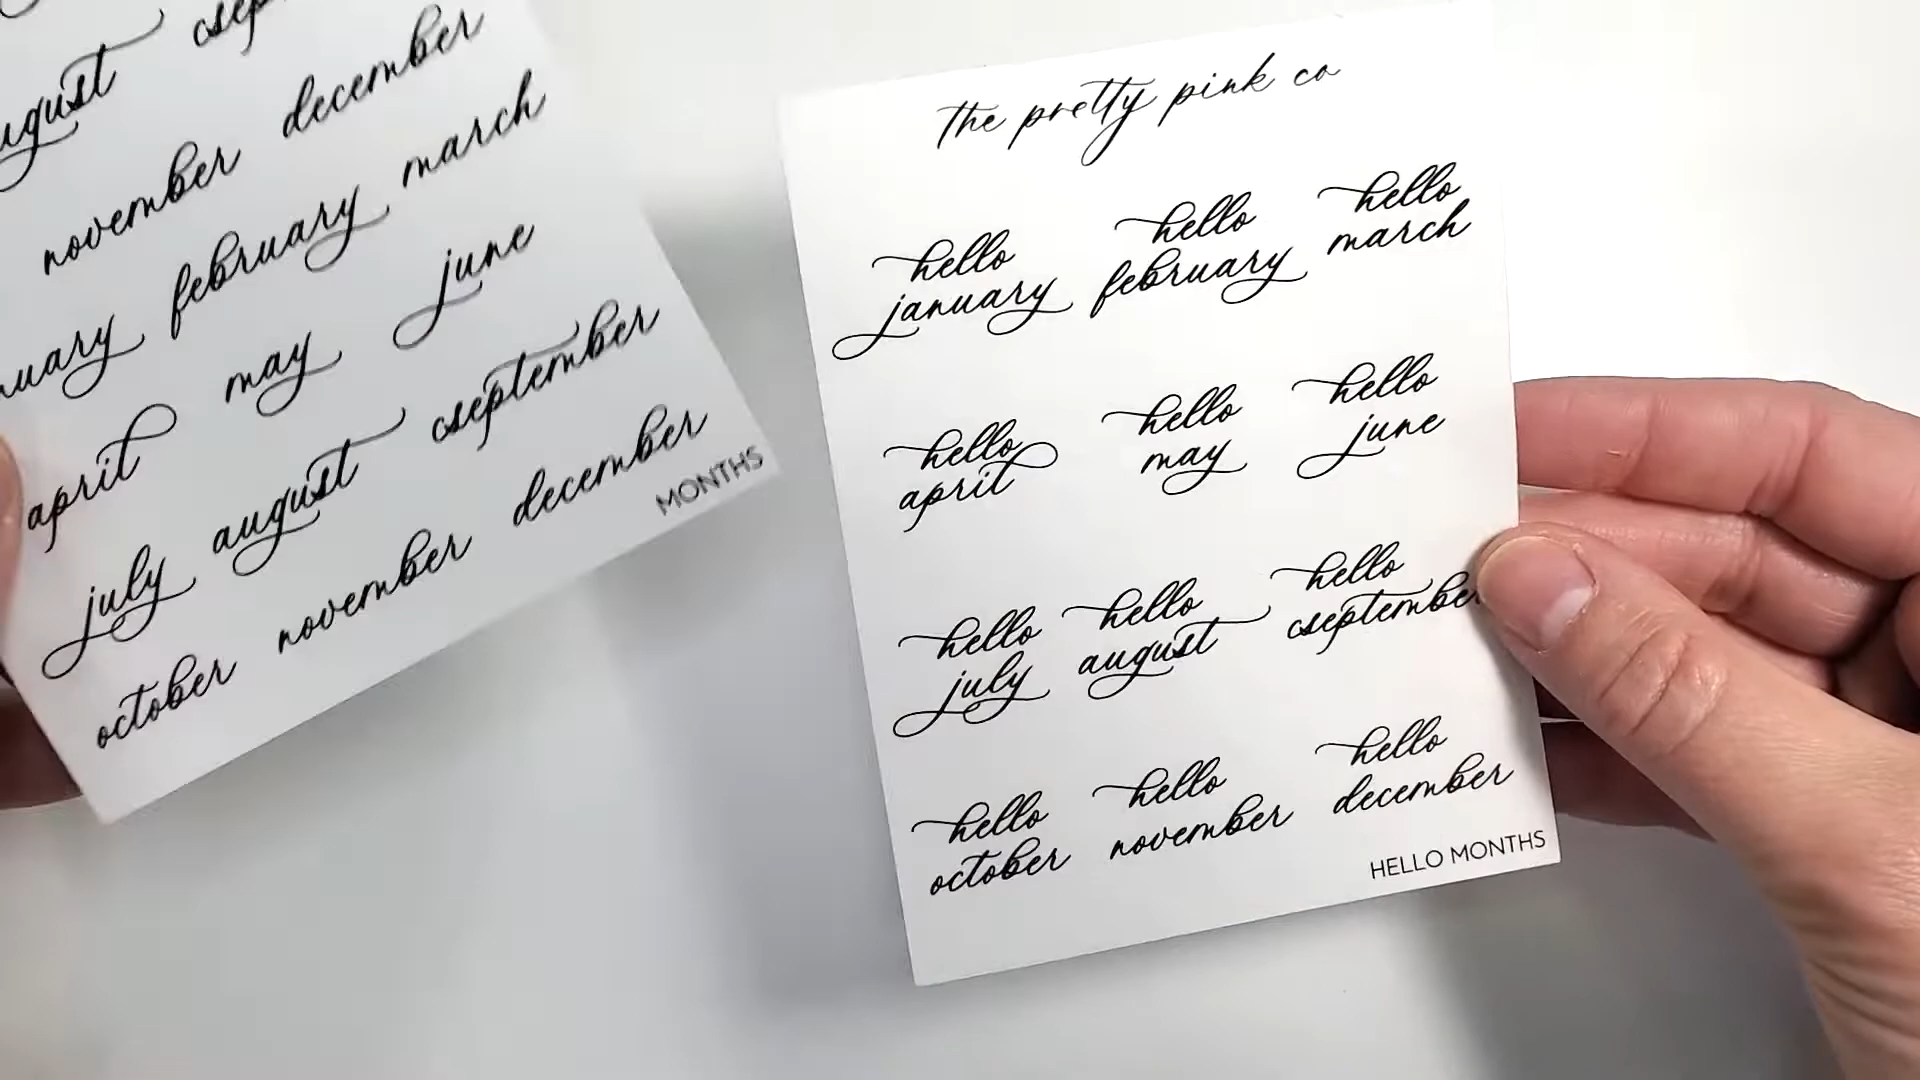 august
november december
february march
april may june
july august september
october november december
MONTHS
the pretty pink co
hello hello hello
january february march
hello hello hello
april may june
hello hello hello
july august september
hello hello hello
october november december
HELLO MONTHS